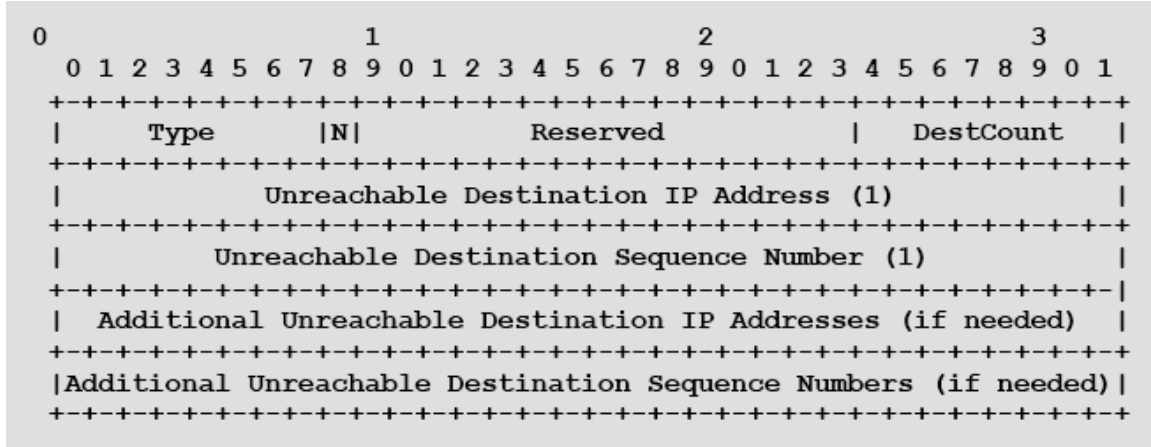 0                   1                   2                   3
  0 1 2 3 4 5 6 7 8 9 0 1 2 3 4 5 6 7 8 9 0 1 2 3 4 5 6 7 8 9 0 1
 +-+-+-+-+-+-+-+-+-+-+-+-+-+-+-+-+-+-+-+-+-+-+-+-+-+-+-+-+-+-+-+-+
 |     Type      |N|          Reserved           |   DestCount   |
 +-+-+-+-+-+-+-+-+-+-+-+-+-+-+-+-+-+-+-+-+-+-+-+-+-+-+-+-+-+-+-+-+
 |            Unreachable Destination IP Address (1)             |
 +-+-+-+-+-+-+-+-+-+-+-+-+-+-+-+-+-+-+-+-+-+-+-+-+-+-+-+-+-+-+-+-+
 |         Unreachable Destination Sequence Number (1)           |
 +-+-+-+-+-+-+-+-+-+-+-+-+-+-+-+-+-+-+-+-+-+-+-+-+-+-+-+-+-+-+-+-|
 |  Additional Unreachable Destination IP Addresses (if needed)  |
 +-+-+-+-+-+-+-+-+-+-+-+-+-+-+-+-+-+-+-+-+-+-+-+-+-+-+-+-+-+-+-+-+
 |Additional Unreachable Destination Sequence Numbers (if needed)|
 +-+-+-+-+-+-+-+-+-+-+-+-+-+-+-+-+-+-+-+-+-+-+-+-+-+-+-+-+-+-+-+-+